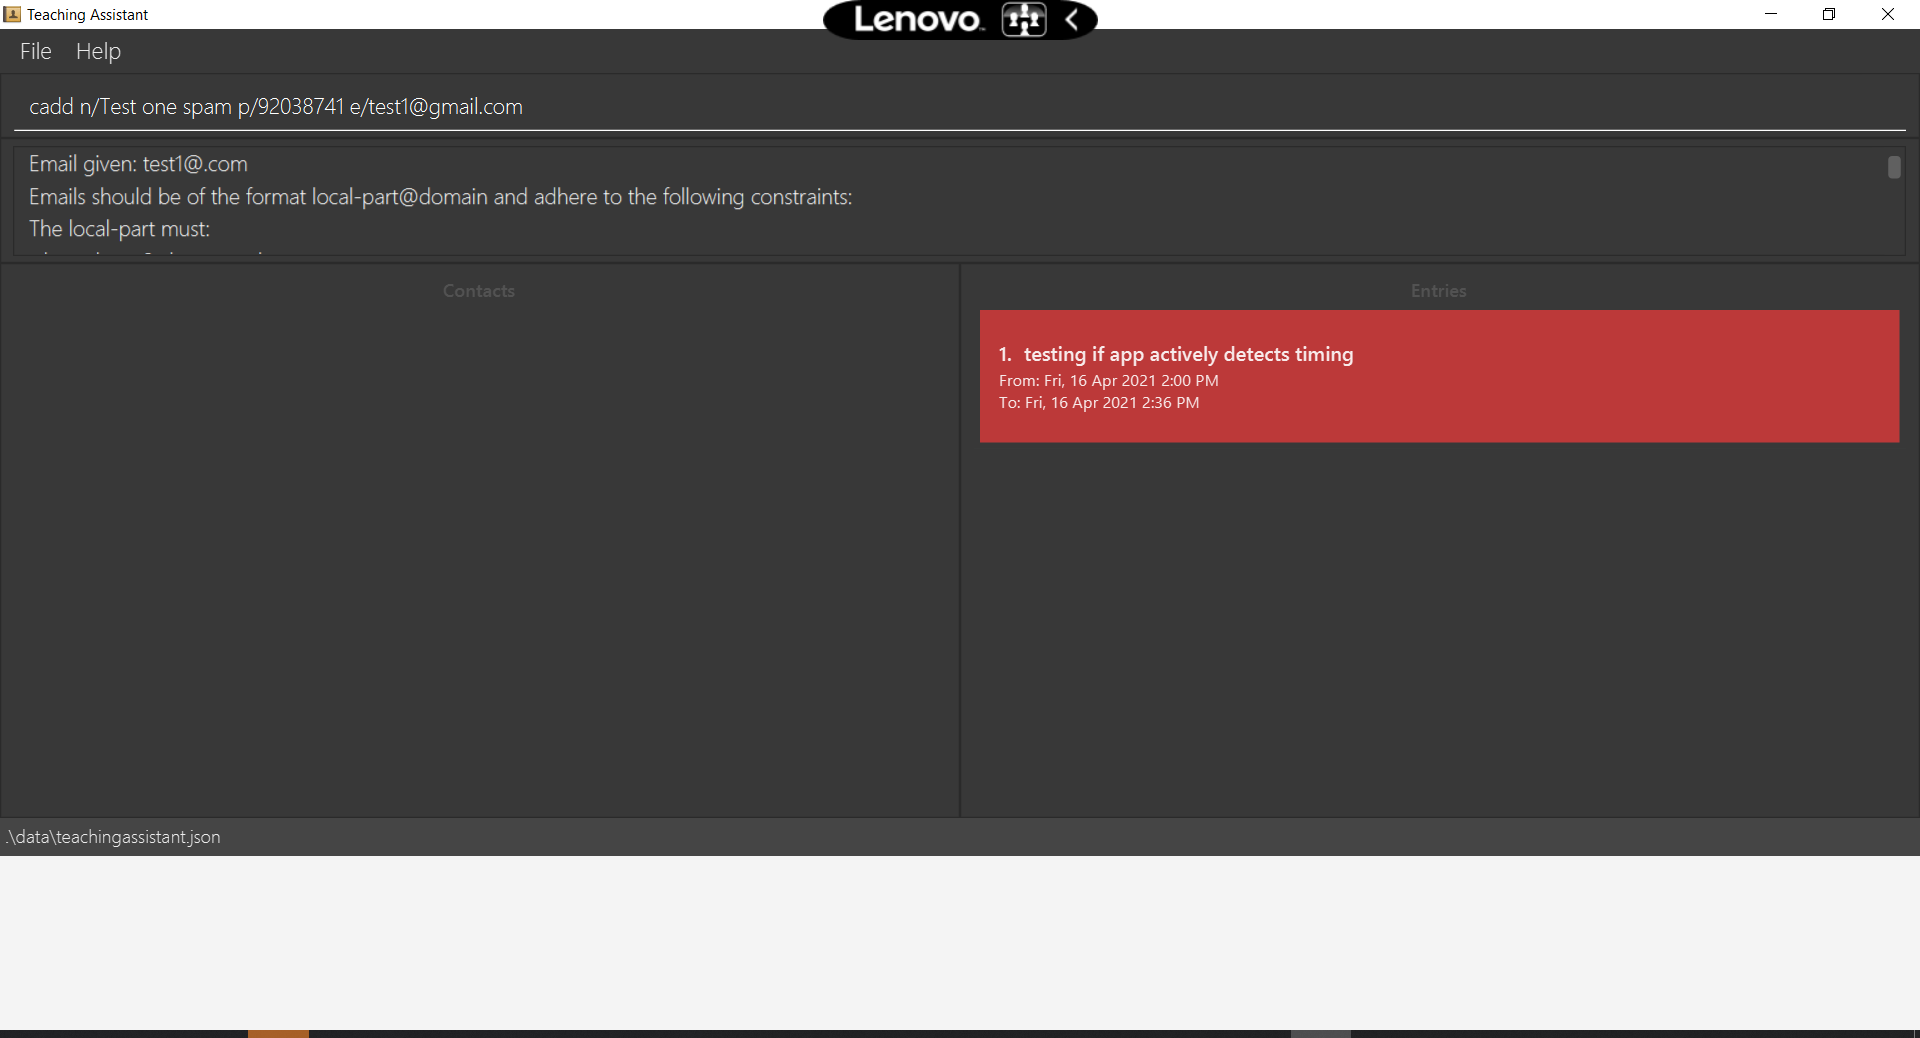 Teaching Assistant
Lenovo
File Help
cadd n/Test one spam p/92038741 e/test1@gmail.com
Email given: test1@.com
Emails should be of the format local-part@domain and adhere to the following constraints:
The local-part must:
Contacts
Entries
1. testing if app actively detects timing
From: Fri, 16 Apr 2021 2:00 PM
To: Fri, 16 Apr 2021 2:36 PM
.\data\teachingassistant.json